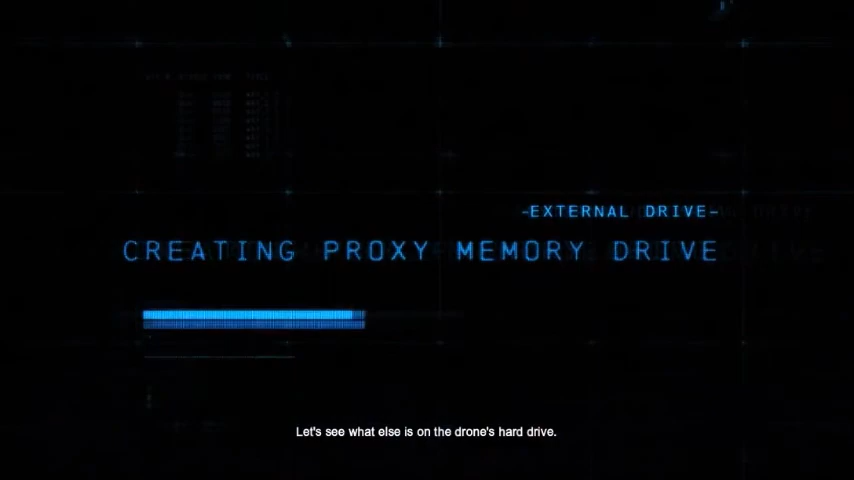 -EXTERNAL DRIVE-
CREATING PROXY MEMORY DRIVE
Let's see what else is on the drone's hard drive.